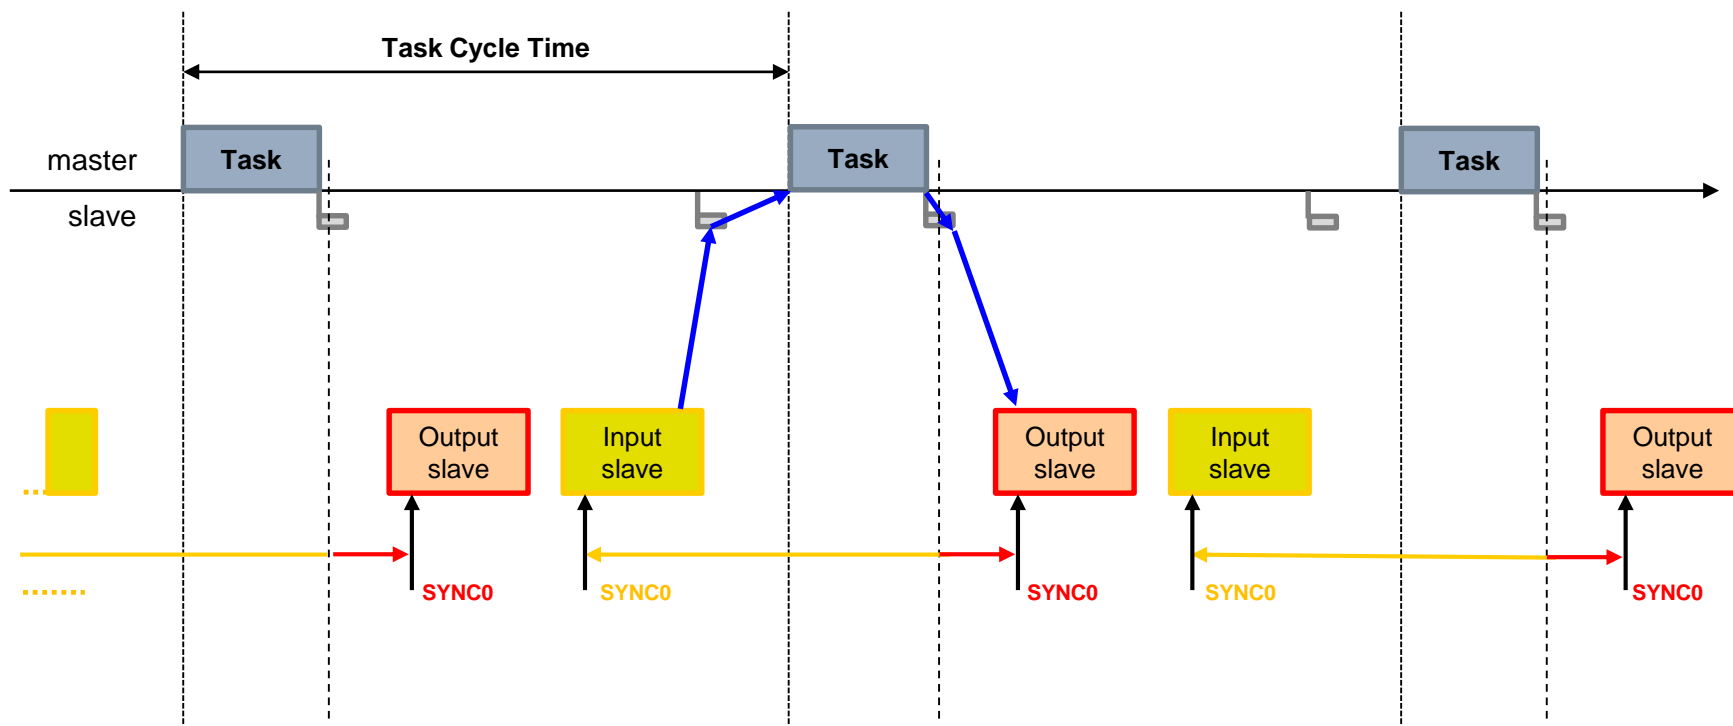 Task Cycle Time
master
Task
Task
Task
slave
Output
slave
Input
slave
Output
slave
Input
slave
Output
slave
SYNC0
SYNC0
SYNC0
SYNC0
SYNC0